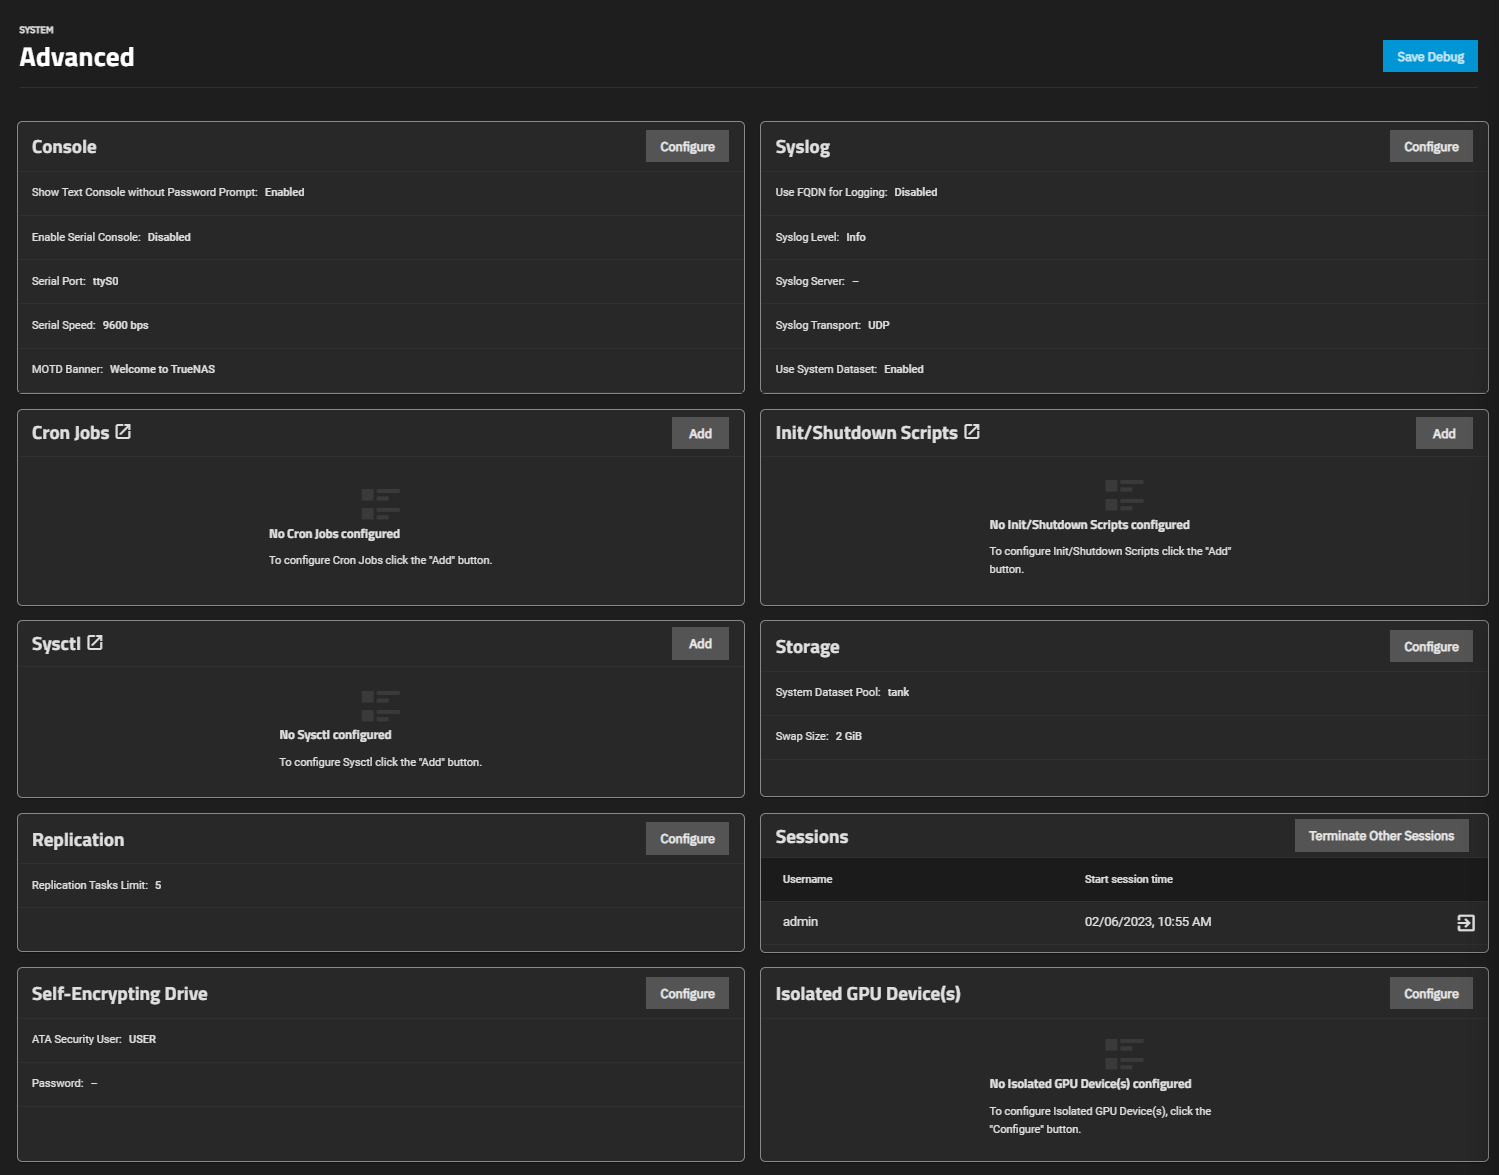 SYSTEM
Advanced
Save Debug
Console
Configure
Show Text Console without Password Prompt: Enabled
Enable Serial Console: Disabled
Serial Port: ttyS0
Serial Speed: 9600 bps
MOTD Banner: Welcome to TrueNAS
Syslog
Configure
Use FQDN for Logging: Disabled
Syslog Level: Info
Syslog Server: –
Syslog Transport: UDP
Use System Dataset: Enabled
Cron Jobs
Add
No Cron Jobs configured
To configure Cron Jobs click the "Add" button.
Init/Shutdown Scripts
Add
No Init/Shutdown Scripts configured
To configure Init/Shutdown Scripts click the "Add"
button.
Sysctl
Add
No Sysctl configured
To configure Sysctl click the "Add" button.
Storage
Configure
System Dataset Pool: tank
Swap Size: 2 GiB
Replication
Configure
Replication Tasks Limit: 5
Sessions
Terminate Other Sessions
Username Start session time
admin 02/06/2023, 10:55 AM
Self-Encrypting Drive
Configure
ATA Security User: USER
Password: –
Isolated GPU Device(s)
Configure
No Isolated GPU Device(s) configured
To configure Isolated GPU Device(s), click the
"Configure" button.